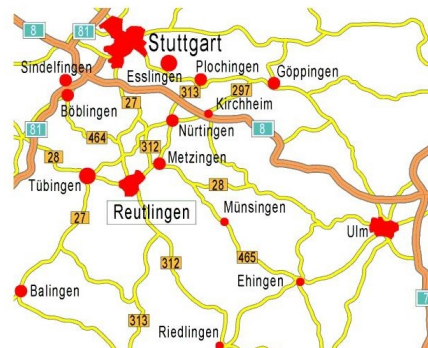 8
81
Stuttgart
Sindelfingen
Esslingen
Plochingen
Göppingen
27
313
297
Böblingen
Kirchheim
81
464
Nürtingen
8
28
312
Metzingen
Tübingen
28
Reutlingen
Münsingen
27
Ulm
312
465
Ehingen
Balingen
7
313
Riedlingen